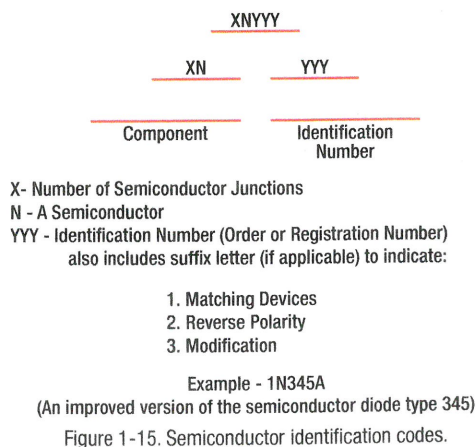 XNYYY
XN YYY
Component Identification
Number
X- Number of Semiconductor Junctions
N - A Semiconductor
YYY - Identification Number (Order or Registration Number)
also includes suffix letter (if applicable) to indicate:
1. Matching Devices
2. Reverse Polarity
3. Modification
Example - 1N345A
(An improved version of the semiconductor diode type 345)
Figure 1-15. Semiconductor identification codes.